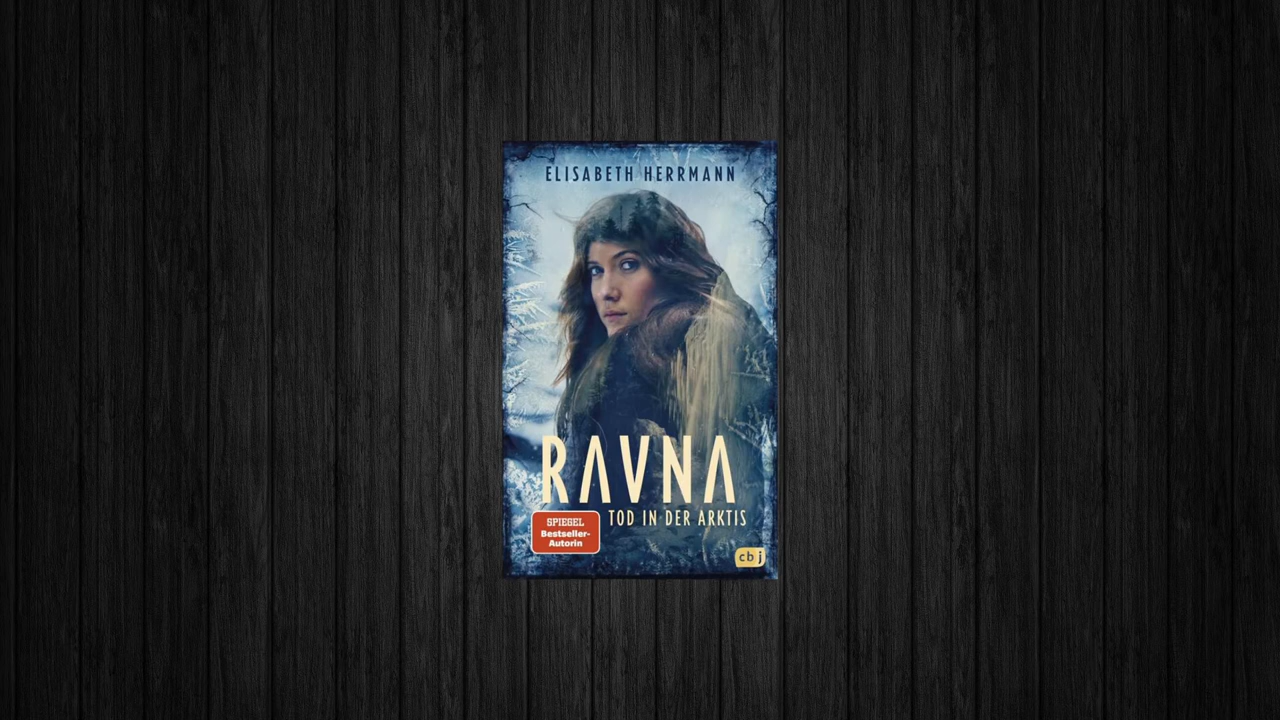 ELISABETH HERRMANN
RAVNA
TOD IN DER ARKTIS
SPIEGEL
Bestseller-
Autorin
cbj